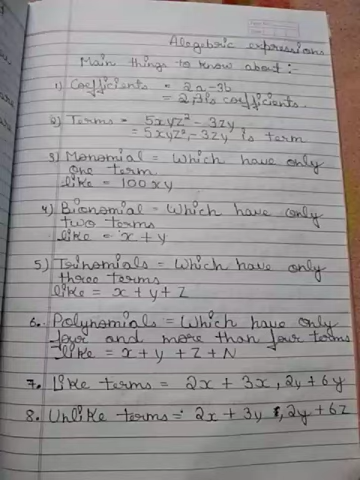 Alegibric expressions
Main things to know about :-
1) Coefficients = 2a-3b
= 2, 3 is coefficients.
2) Terms = 5xyz² - 3zy
= 5xyz², -3zy is term
3) Monomial = Which have only
one term
like = 100xy
4) Bionomial = Which have only
two terms
like = x + y
5) Trinomials = Which have only
three terms
like = x + y + z
6. Polynomials = Which have only
four and more than four terms
like = x + y + z + N
7. Like terms = 2x + 3x, 2y + 6y
8. Unlike terms = 2x + 3y , 2y + 6z